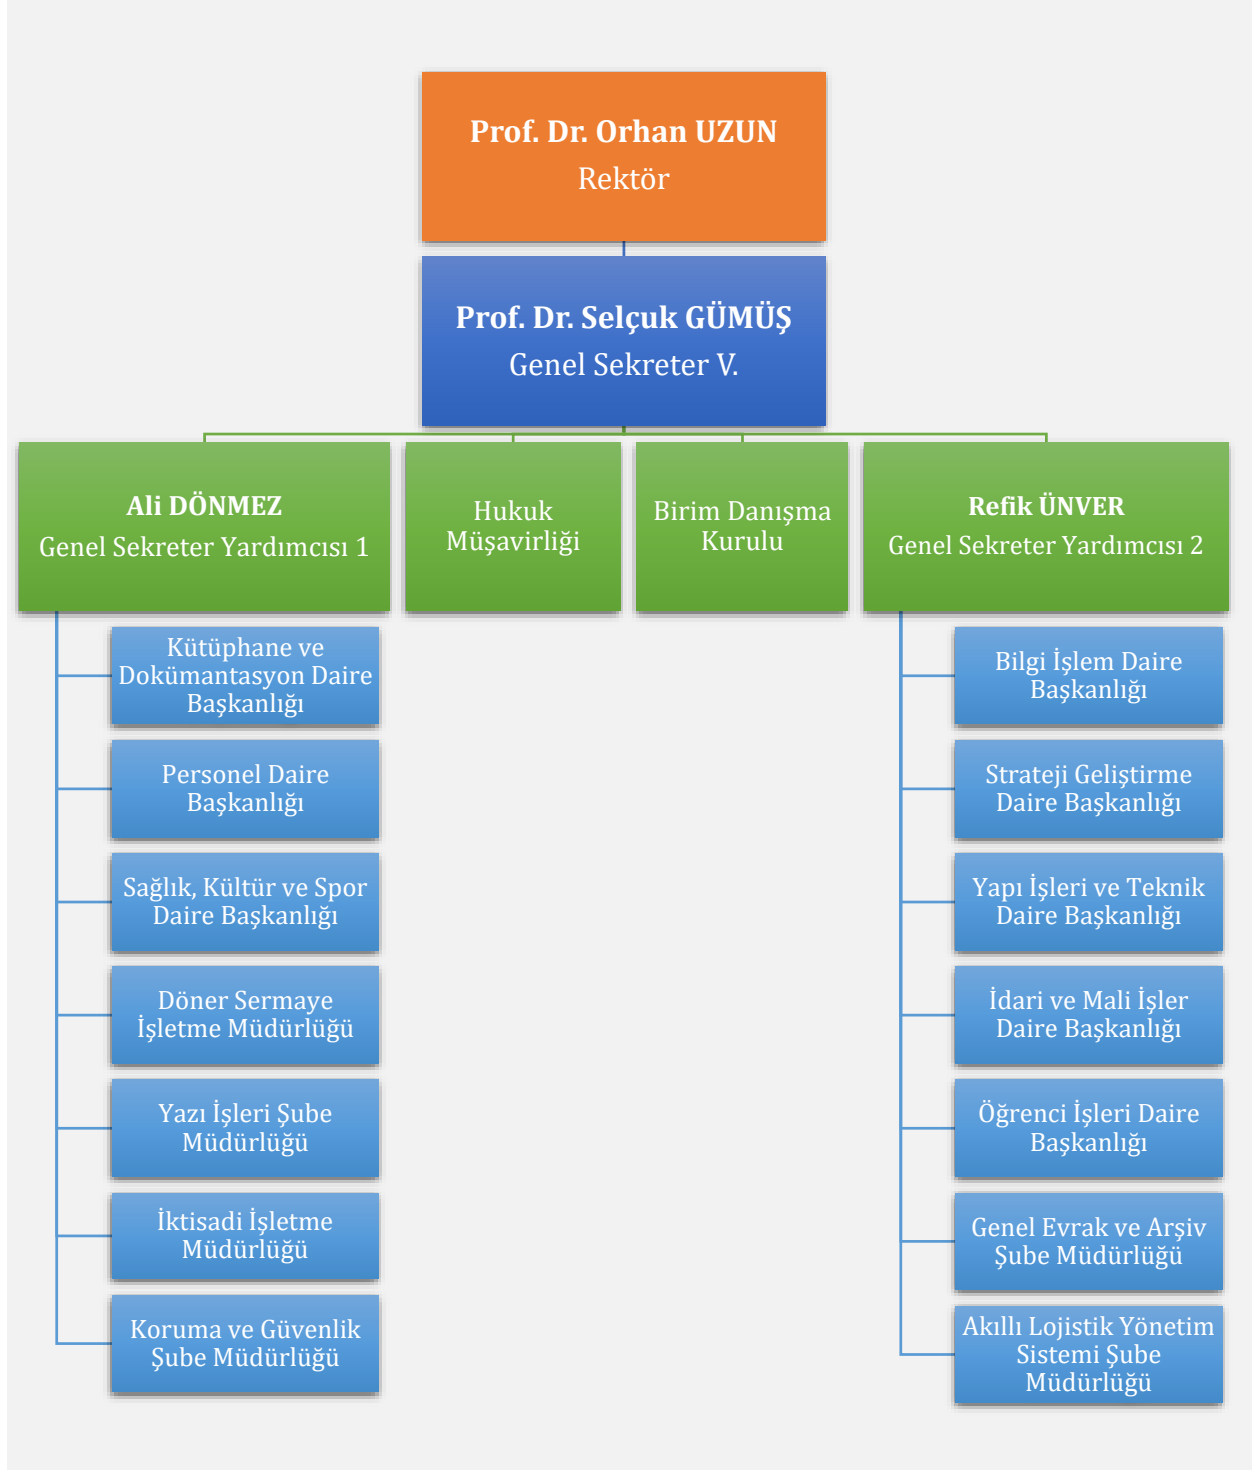 Prof. Dr. Orhan UZUN
Rektör
Prof. Dr. Selçuk GÜMÜŞ
Genel Sekreter V.
Ali DÖNMEZ
Genel Sekreter Yardımcısı 1
Hukuk
Müşavirliği
Birim Danışma
Kurulu
Refik ÜNVER
Genel Sekreter Yardımcısı 2
Kütüphane ve
Dokümantasyon Daire
Başkanlığı
Personel Daire
Başkanlığı
Sağlık, Kültür ve Spor
Daire Başkanlığı
Döner Sermaye
İşletme Müdürlüğü
Yazı İşleri Şube
Müdürlüğü
İktisadi İşletme
Müdürlüğü
Koruma ve Güvenlik
Şube Müdürlüğü
Bilgi İşlem Daire
Başkanlığı
Strateji Geliştirme
Daire Başkanlığı
Yapı İşleri ve Teknik
Daire Başkanlığı
İdari ve Mali İşler
Daire Başkanlığı
Öğrenci İşleri Daire
Başkanlığı
Genel Evrak ve Arşiv
Şube Müdürlüğü
Akıllı Lojistik Yönetim
Sistemi Şube
Müdürlüğü